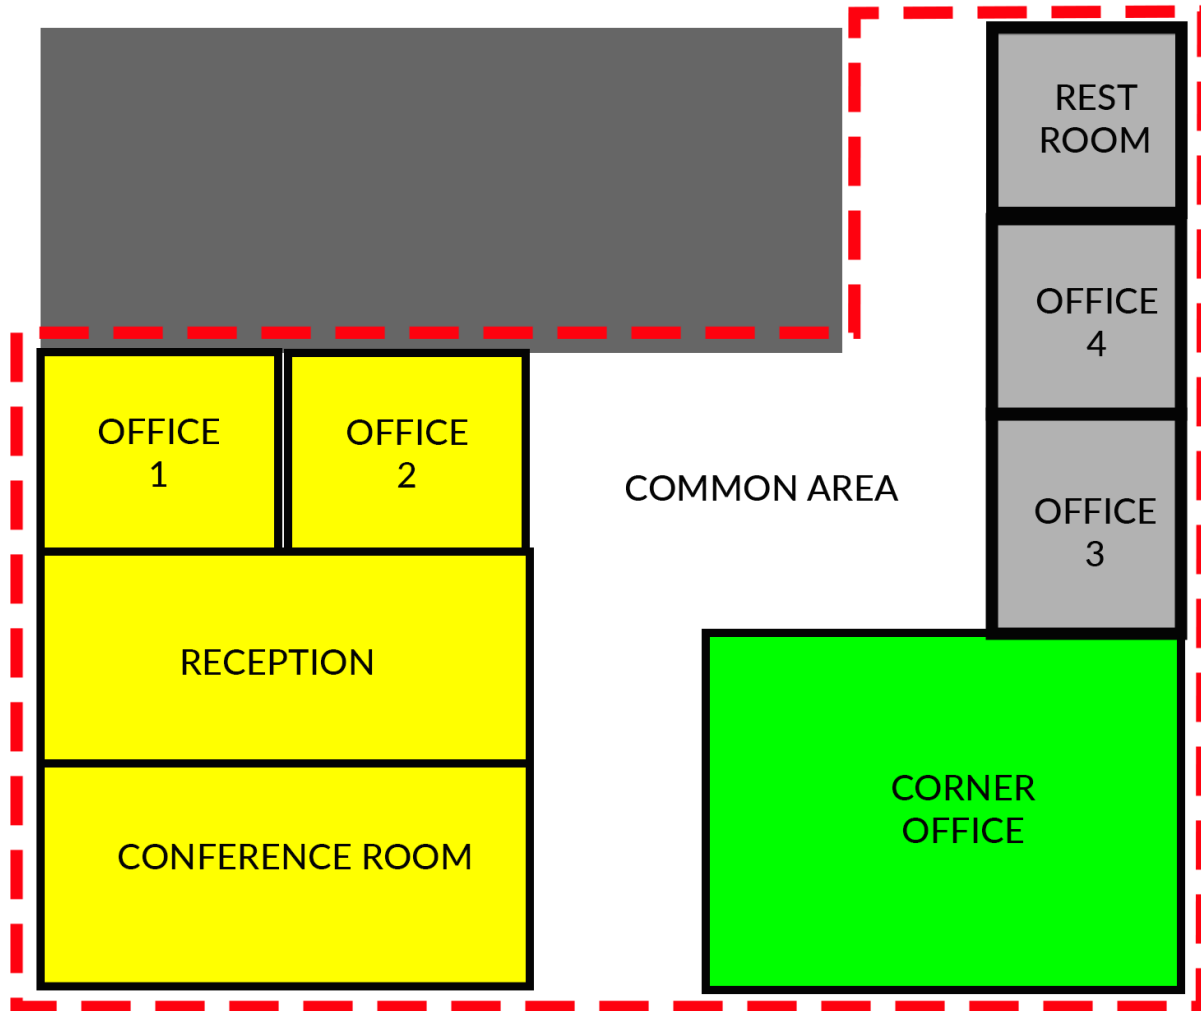 REST
ROOM
OFFICE
4
OFFICE
1
OFFICE
2
COMMON AREA
OFFICE
3
RECEPTION
CORNER
OFFICE
CONFERENCE ROOM